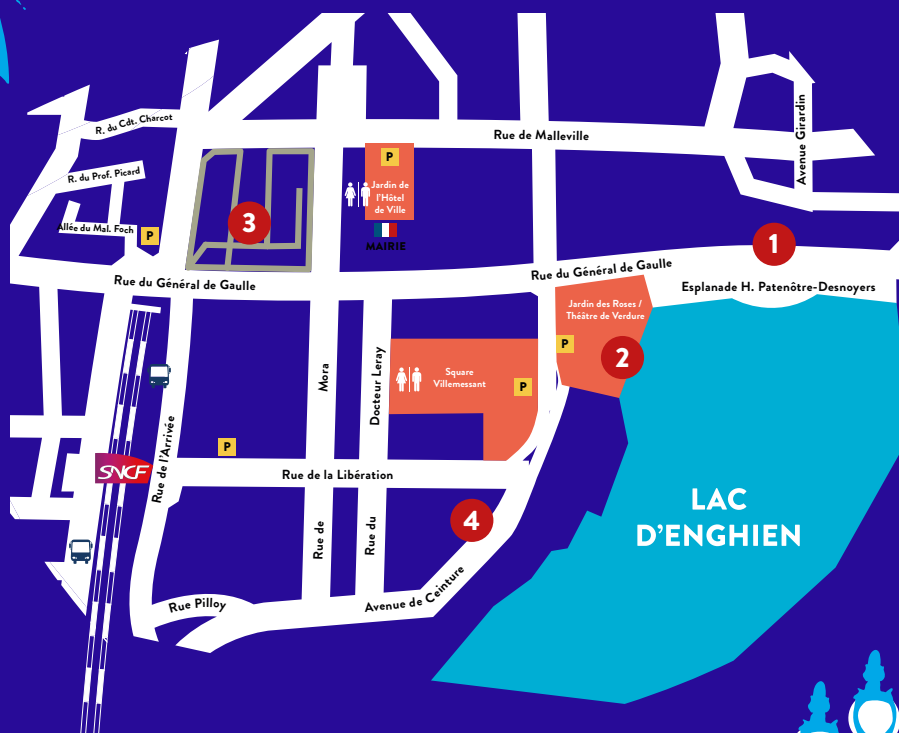 R. du Cdt. Charcot
Rue de Malleville
Avenue Girardin
P
R. du Prof. Picard
Jardin de
l'Hôtel
de Ville
3
Allée du Mal. Foch
P
MAIRIE
1
Rue du Général de Gaulle
Rue du Général de Gaulle
Esplanade H. Patenôtre-Desnoyers
Jardin des Roses /
Théâtre de Verdure
P
2
Mora
Docteur Leray
Square
Villemessant
P
Rue de l'Arrivée
P
SNCF
Rue de la Libération
LAC
D'ENGHIEN
4
Rue de
Rue du
Rue Pilloy
Avenue de Ceinture